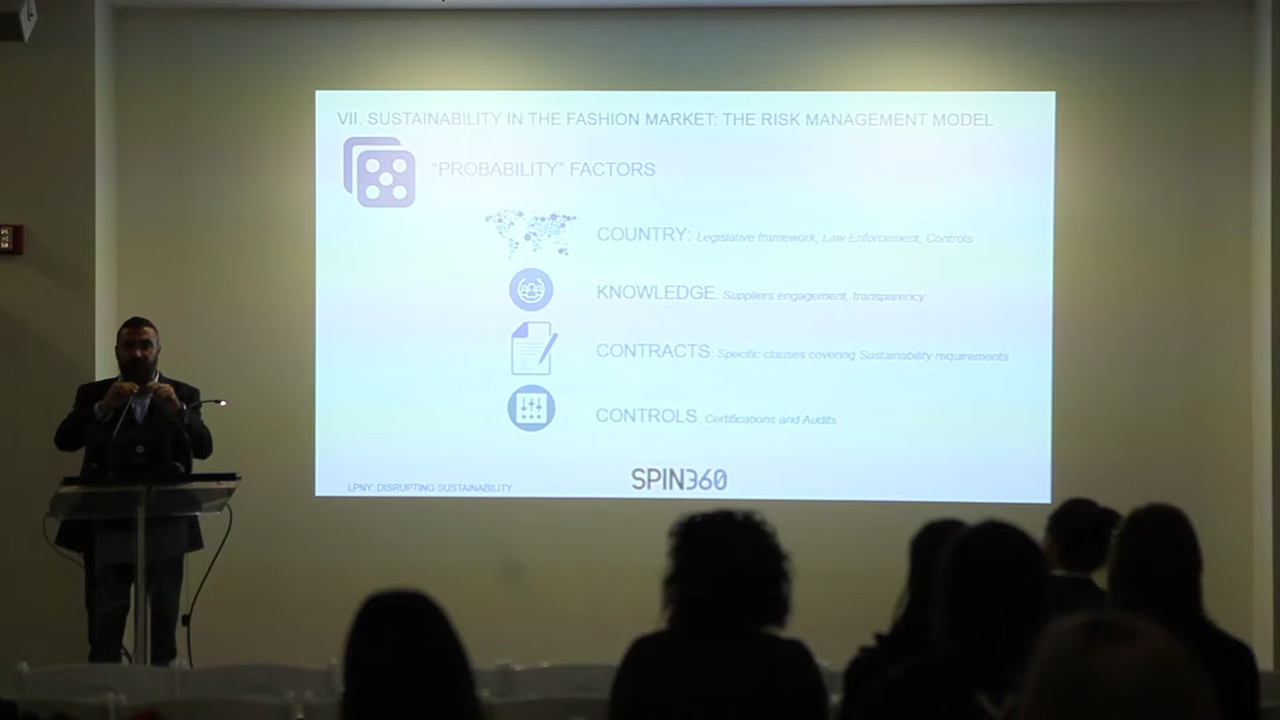 VII. SUSTAINABILITY IN THE FASHION MARKET: THE RISK MANAGEMENT MODEL
"PROBABILITY" FACTORS
COUNTRY: Legislative framework, Law Enforcement, Controls
KNOWLEDGE: Suppliers engagement, transparency
CONTRACTS: Specific clauses covering Sustainability requirements
CONTROLS: Certifications and Audits
SPIN360
LPNY: DISRUPTING SUSTAINABILITY